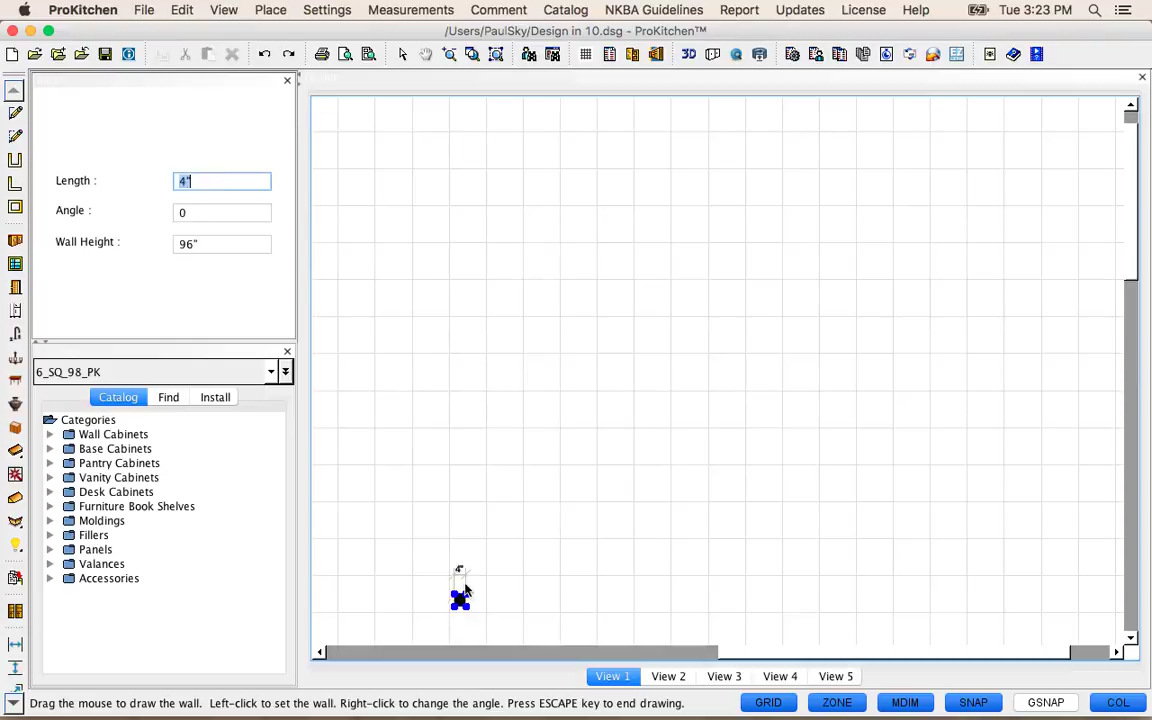 ProKitchen File Edit View Place Settings Measurements Comment Catalog NKBA Guidelines Report Updates License Help Tue 3:23 PM
/Users/PaulSky/Design in 10.dsg - ProKitchen™
3D
Length : 4"
Angle : 0
Wall Height : 96"
6_SQ_98_PK
Catalog Find Install
Categories
Wall Cabinets
Base Cabinets
Pantry Cabinets
Vanity Cabinets
Desk Cabinets
Furniture Book Shelves
Moldings
Fillers
Panels
Valances
Accessories
4"
View 1 View 2 View 3 View 4 View 5
Drag the mouse to draw the wall. Left-click to set the wall. Right-click to change the angle. Press ESCAPE key to end drawing. GRID ZONE MDIM SNAP GSNAP COL